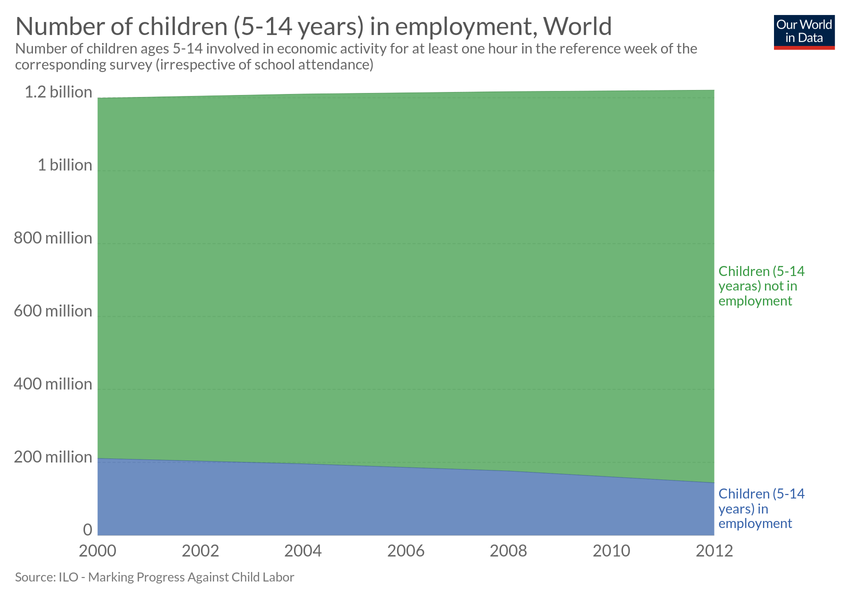 Number of children (5-14 years) in employment, World
Number of children ages 5-14 involved in economic activity for at least one hour in the reference week of the
corresponding survey (irrespective of school attendance)
Our World
in Data
1.2 billion
1 billion
800 million
600 million
400 million
200 million
0
Children (5-14
yearas) not in
employment
Children (5-14
years) in
employment
2000
2002
2004
2006
2008
2010
2012
Source: ILO - Marking Progress Against Child Labor